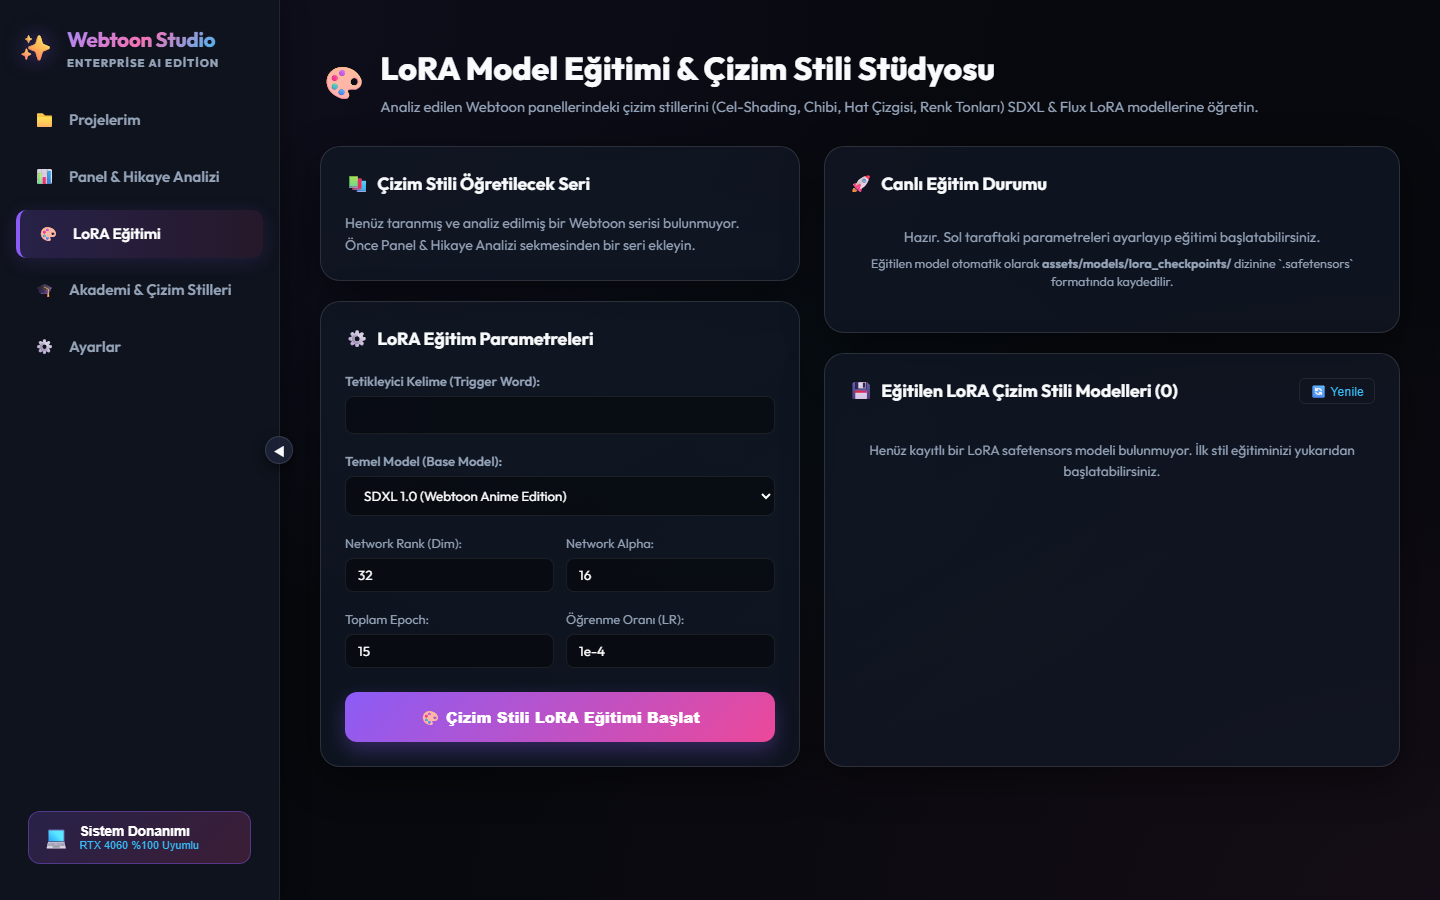 Webtoon Studio
ENTERPRİSE AI EDİTİON
Projelerim
Panel & Hikaye Analizi
LoRA Eğitimi
Akademi & Çizim Stilleri
Ayarlar
Sistem Donanımı
RTX 4060 %100 Uyumlu
LoRA Model Eğitimi & Çizim Stili Stüdyosu
Analiz edilen Webtoon panellerindeki çizim stillerini (Cel-Shading, Chibi, Hat Çizgisi, Renk Tonları) SDXL & Flux LoRA modellerine öğretin.
Çizim Stili Öğretilecek Seri
Henüz taranmış ve analiz edilmiş bir Webtoon serisi bulunmuyor.
Önce Panel & Hikaye Analizi sekmesinden bir seri ekleyin.
LoRA Eğitim Parametreleri
Tetikleyici Kelime (Trigger Word):
Temel Model (Base Model):
SDXL 1.0 (Webtoon Anime Edition)
Network Rank (Dim):
Network Alpha:
32
16
Toplam Epoch:
Öğrenme Oranı (LR):
15
1e-4
Çizim Stili LoRA Eğitimi Başlat
Canlı Eğitim Durumu
Hazır. Sol taraftaki parametreleri ayarlayıp eğitimi başlatabilirsiniz.
Eğitilen model otomatik olarak assets/models/lora_checkpoints/ dizinine `.safetensors`
formatında kaydedilir.
Eğitilen LoRA Çizim Stili Modelleri (0)
Yenile
Henüz kayıtlı bir LoRA safetensors modeli bulunmuyor. İlk stil eğitiminizi yukarıdan
başlatabilirsiniz.